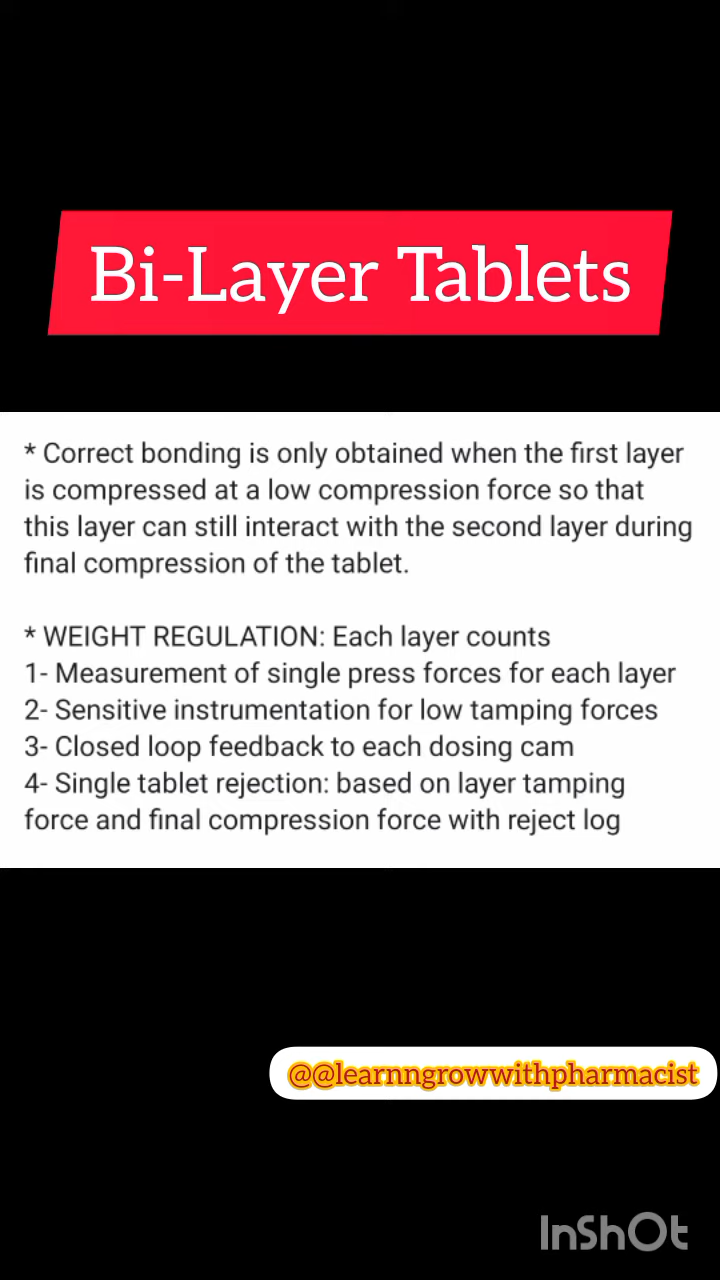 Bi-Layer Tablets
* Correct bonding is only obtained when the first layer
is compressed at a low compression force so that
this layer can still interact with the second layer during
final compression of the tablet.
* WEIGHT REGULATION: Each layer counts
1- Measurement of single press forces for each layer
2- Sensitive instrumentation for low tamping forces
3- Closed loop feedback to each dosing cam
4- Single tablet rejection: based on layer tamping
force and final compression force with reject log
@@learnngrowwithpharmacist
InShOt